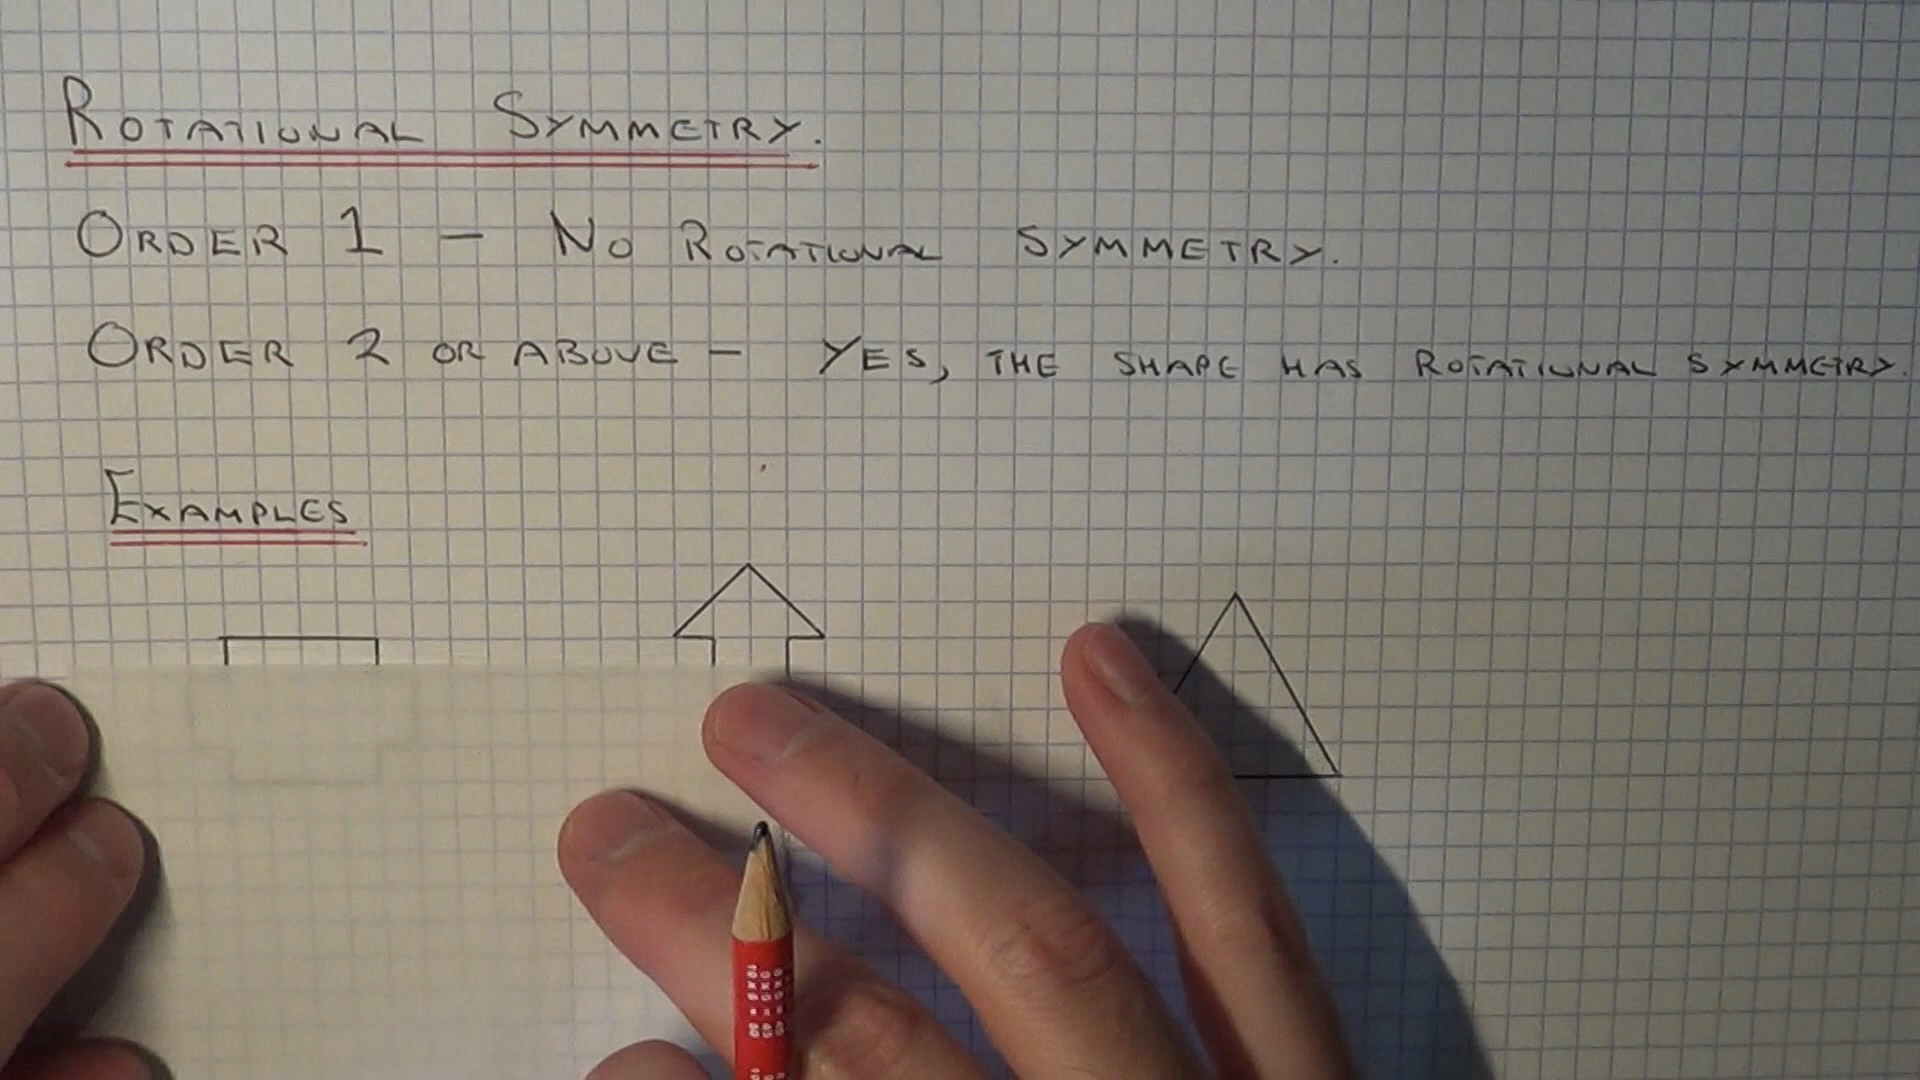 ROTATIONAL SYMMETRY.
ORDER 1 - NO ROTATIONAL SYMMETRY.
ORDER 2 OR ABOVE - YES, THE SHAPE HAS ROTATIONAL SYMMETRY.
EXAMPLES